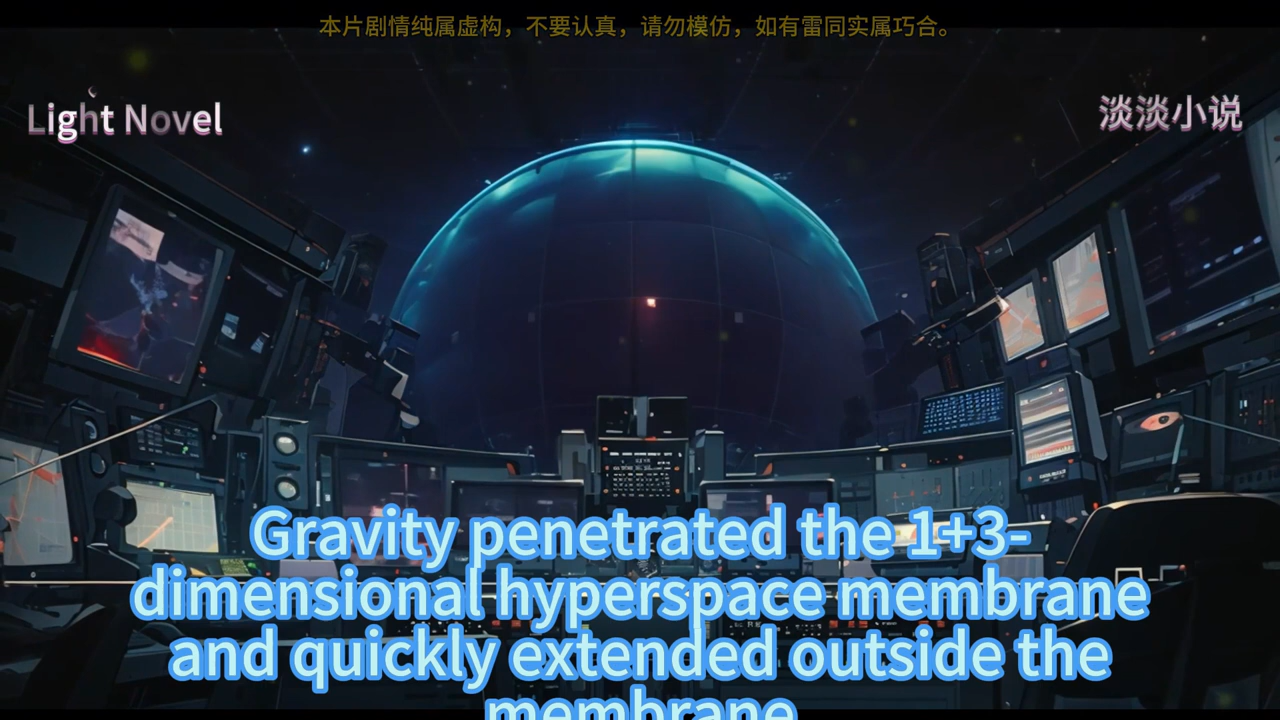 本片剧情纯属虚构，不要认真，请勿模仿，如有雷同实属巧合。
Light Novel
淡淡小说
Gravity penetrated the 1+3-
dimensional hyperspace membrane
and quickly extended outside the
membrane